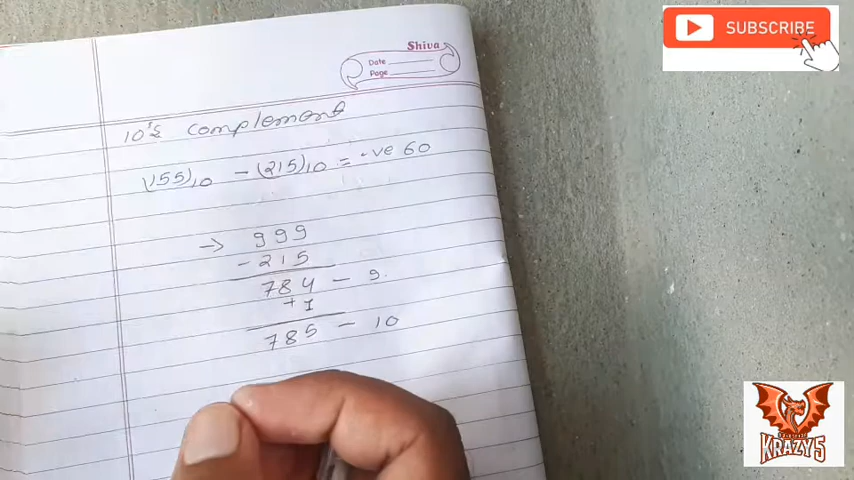 SUBSCRIBE
Shiva
Date
Page
10's complement
(155)10 - (215)10 = -ve 60
→ 999
- 215
784 - 9
+1
785 - 10
KRAZY5